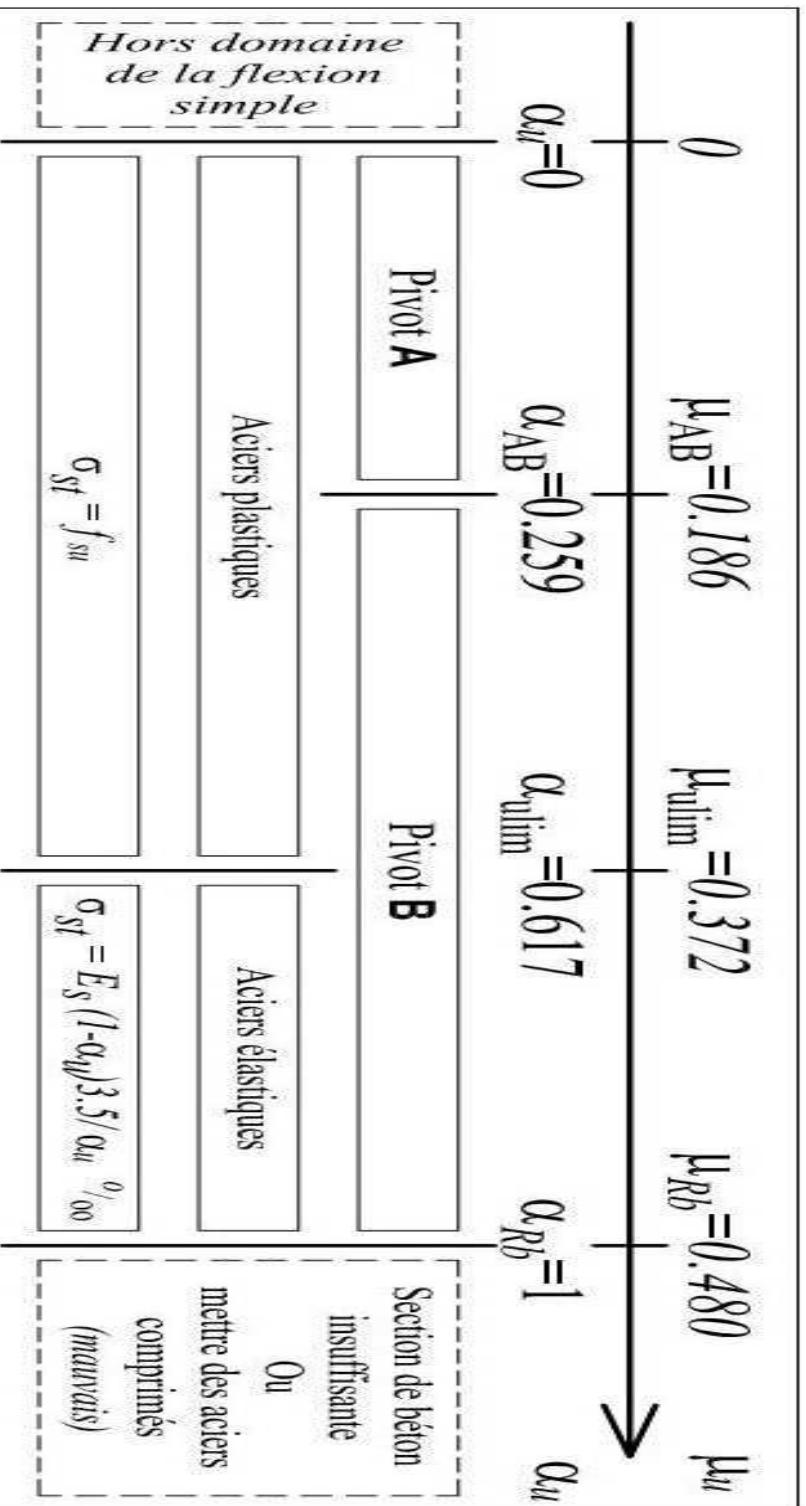 0 μAB=0.186 μulim=0.372 μRb=0.480 μu
αu=0 αAB=0.259 αulim=0.617 αRb=1 αu
Hors domaine
de la flexion
simple
Pivot A
Pivot B
Aciers plastiques
Aciers élastiques
σst = fsu
σst = ES (1-αu)3.5/αu 0/00
Section de béton
insuffisante
Ou
mettre des aciers
comprimés
(mauvais)